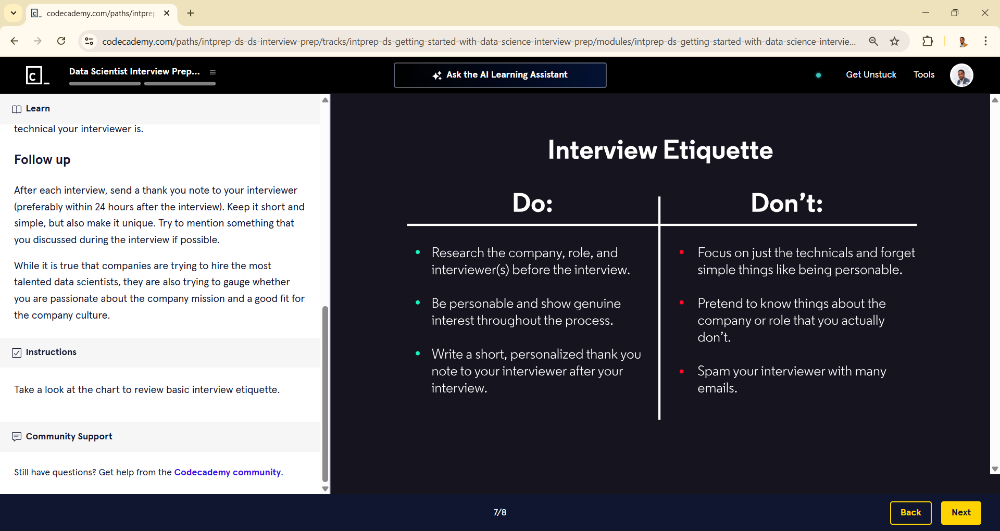 codecademy.com/paths/intprep
codecademy.com/paths/intprep-ds-ds-interview-prep/tracks/intprep-ds-getting-started-with-data-science-interview-prep/modules/intprep-ds-getting-started-with-data-science-intervie...
c_
Data Scientist Interview Prep...
Ask the AI Learning Assistant
Get Unstuck
Tools
Learn
technical your interviewer is.
Follow up
After each interview, send a thank you note to your interviewer
(preferably within 24 hours after the interview). Keep it short and
simple, but also make it unique. Try to mention something that
you discussed during the interview if possible.
While it is true that companies are trying to hire the most
talented data scientists, they are also trying to gauge whether
you are passionate about the company mission and a good fit for
the company culture.
Instructions
Take a look at the chart to review basic interview etiquette.
Community Support
Still have questions? Get help from the Codecademy community.
Interview Etiquette
Do:
Research the company, role, and
interviewer(s) before the interview.
Be personable and show genuine
interest throughout the process.
Write a short, personalized thank you
note to your interviewer after your
interview.
Don't:
Focus on just the technicals and forget
simple things like being personable.
Pretend to know things about the
company or role that you actually
don't.
Spam your interviewer with many
emails.
7/8
Back
Next